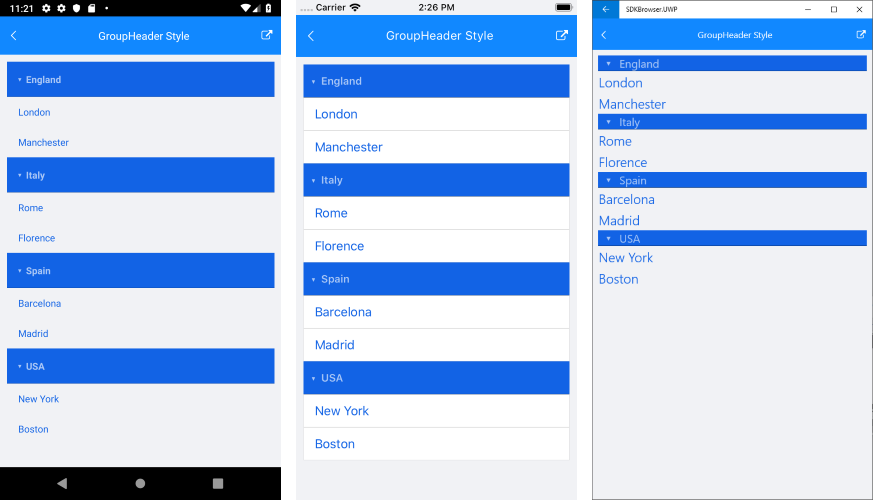 11:21
GroupHeader Style
England
London
Manchester
Italy
Rome
Florence
Spain
Barcelona
Madrid
USA
New York
Boston
Carrier 2:26 PM
GroupHeader Style
England
London
Manchester
Italy
Rome
Florence
Spain
Barcelona
Madrid
USA
New York
Boston
SDKBrowser.UWP
GroupHeader Style
England
London
Manchester
Italy
Rome
Florence
Spain
Barcelona
Madrid
USA
New York
Boston